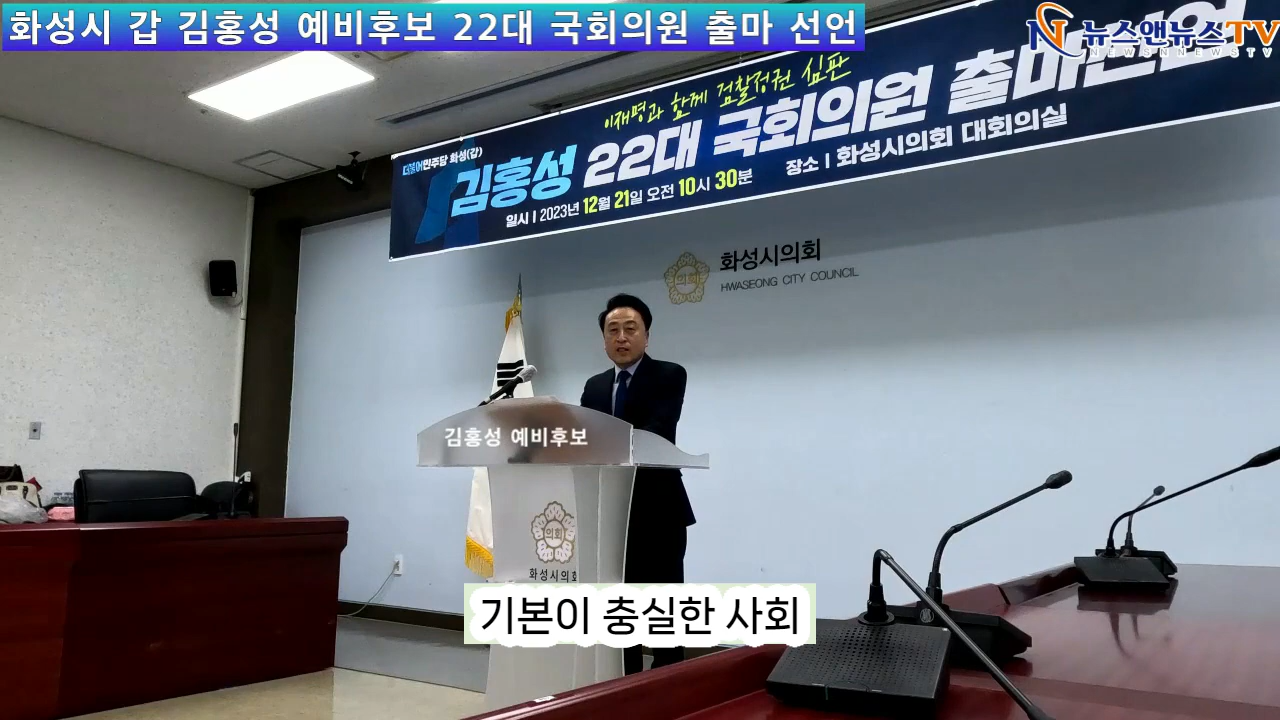 화성시 갑 김홍성 예비후보 22대 국회의원 출마 선언
뉴스앤뉴스TV
NEWSNNEWSTV
이재명과 함께 검찰정권 심판
더불어민주당 화성(갑)
김홍성 22대 국회의원 출마선언
일시 | 2023년 12월 21일 오전 10시 30분
장소 | 화성시의회 대회의실
의회
화성시의회
HWASEONG CITY COUNCIL
김홍성 예비후보
의회
화성시의회
기본이 충실한 사회